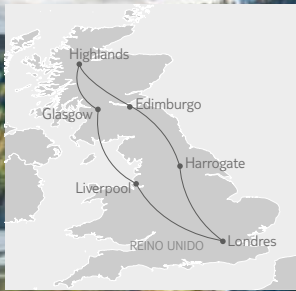 Highlands
Edimburgo
Glasgow
Harrogate
Liverpool
REINO UNIDO
Londres